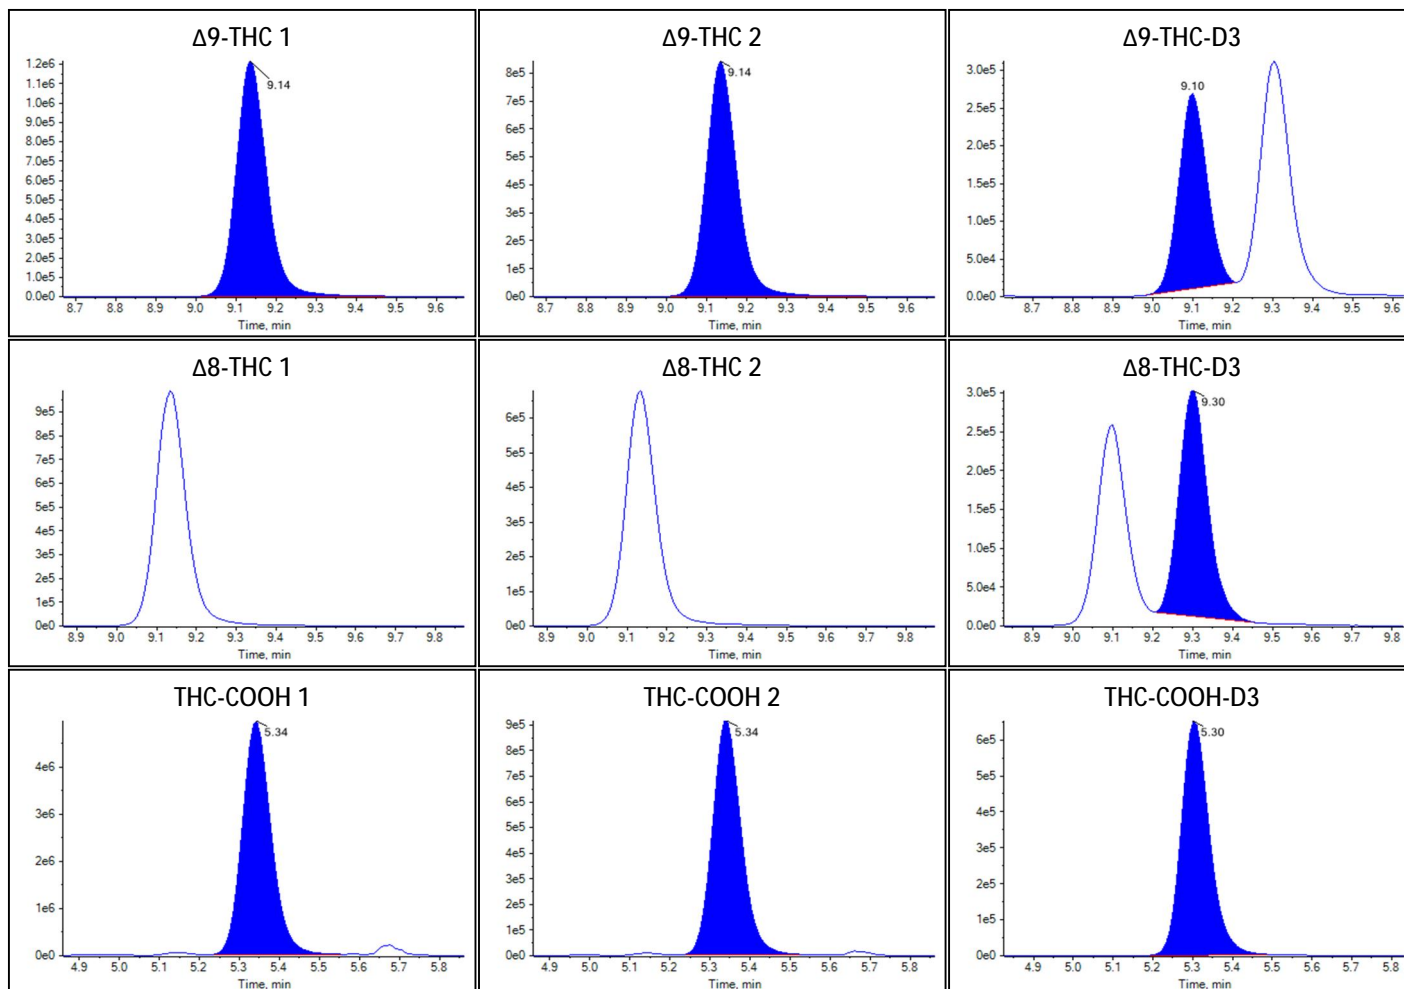 Δ9-THC 1
1.2e6
1.1e6
1.0e6
9.0e5
8.0e5
7.0e5
6.0e5
5.0e5
4.0e5
3.0e5
2.0e5
1.0e5
0.0e0
9.14
8.7 8.8 8.9 9.0 9.1 9.2 9.3 9.4 9.5 9.6
Time, min
Δ9-THC 2
8e5
7e5
6e5
5e5
4e5
3e5
2e5
1e5
0e0
9.14
8.7 8.8 8.9 9.0 9.1 9.2 9.3 9.4 9.5 9.6
Time, min
Δ9-THC-D3
3.0e5
2.5e5
2.0e5
1.5e5
1.0e5
5.0e4
0.0e0
9.10
8.7 8.8 8.9 9.0 9.1 9.2 9.3 9.4 9.5 9.6
Time, min
Δ8-THC 1
9e5
8e5
7e5
6e5
5e5
4e5
3e5
2e5
1e5
0e0
8.9 9.0 9.1 9.2 9.3 9.4 9.5 9.6 9.7 9.8
Time, min
Δ8-THC 2
6e5
5e5
4e5
3e5
2e5
1e5
0e0
8.9 9.0 9.1 9.2 9.3 9.4 9.5 9.6 9.7 9.8
Time, min
Δ8-THC-D3
3.0e5
2.5e5
2.0e5
1.5e5
1.0e5
5.0e4
0.0e0
9.30
8.9 9.0 9.1 9.2 9.3 9.4 9.5 9.6 9.7 9.8
Time, min
THC-COOH 1
4e6
3e6
2e6
1e6
0e0
5.34
4.9 5.0 5.1 5.2 5.3 5.4 5.5 5.6 5.7 5.8
Time, min
THC-COOH 2
9e5
8e5
7e5
6e5
5e5
4e5
3e5
2e5
1e5
0e0
5.34
4.9 5.0 5.1 5.2 5.3 5.4 5.5 5.6 5.7 5.8
Time, min
THC-COOH-D3
6e5
5e5
4e5
3e5
2e5
1e5
0e0
5.30
4.9 5.0 5.1 5.2 5.3 5.4 5.5 5.6 5.7 5.8
Time, min